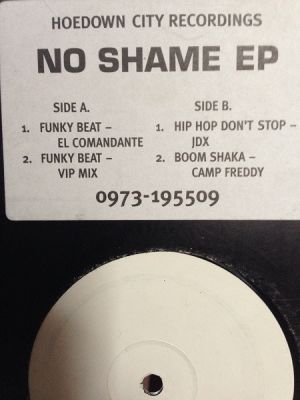 HOEDOWN CITY RECORDINGS
NO SHAME EP
SIDE A.
1. FUNKY BEAT –
EL COMANDANTE
2. FUNKY BEAT –
VIP MIX
SIDE B.
1. HIP HOP DON'T STOP –
JDX
2. BOOM SHAKA –
CAMP FREDDY
0973-195509